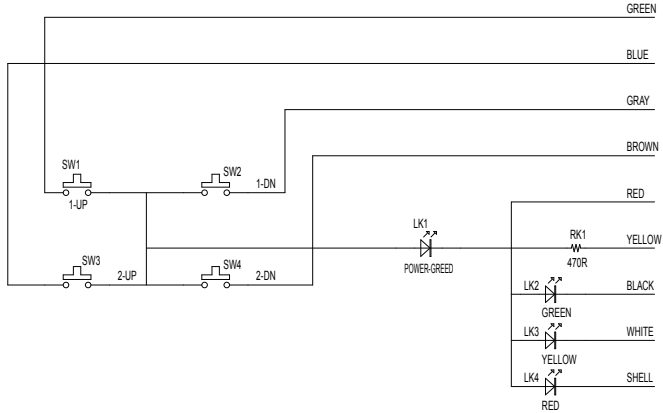 GREEN
BLUE
GRAY
BROWN
SW1
SW2
1-DN
1-UP
RED
LK1
RK1
YELLOW
POWER-GREED
470R
SW3
2-UP
SW4
2-DN
LK2
BLACK
GREEN
LK3
WHITE
YELLOW
LK4
SHELL
RED